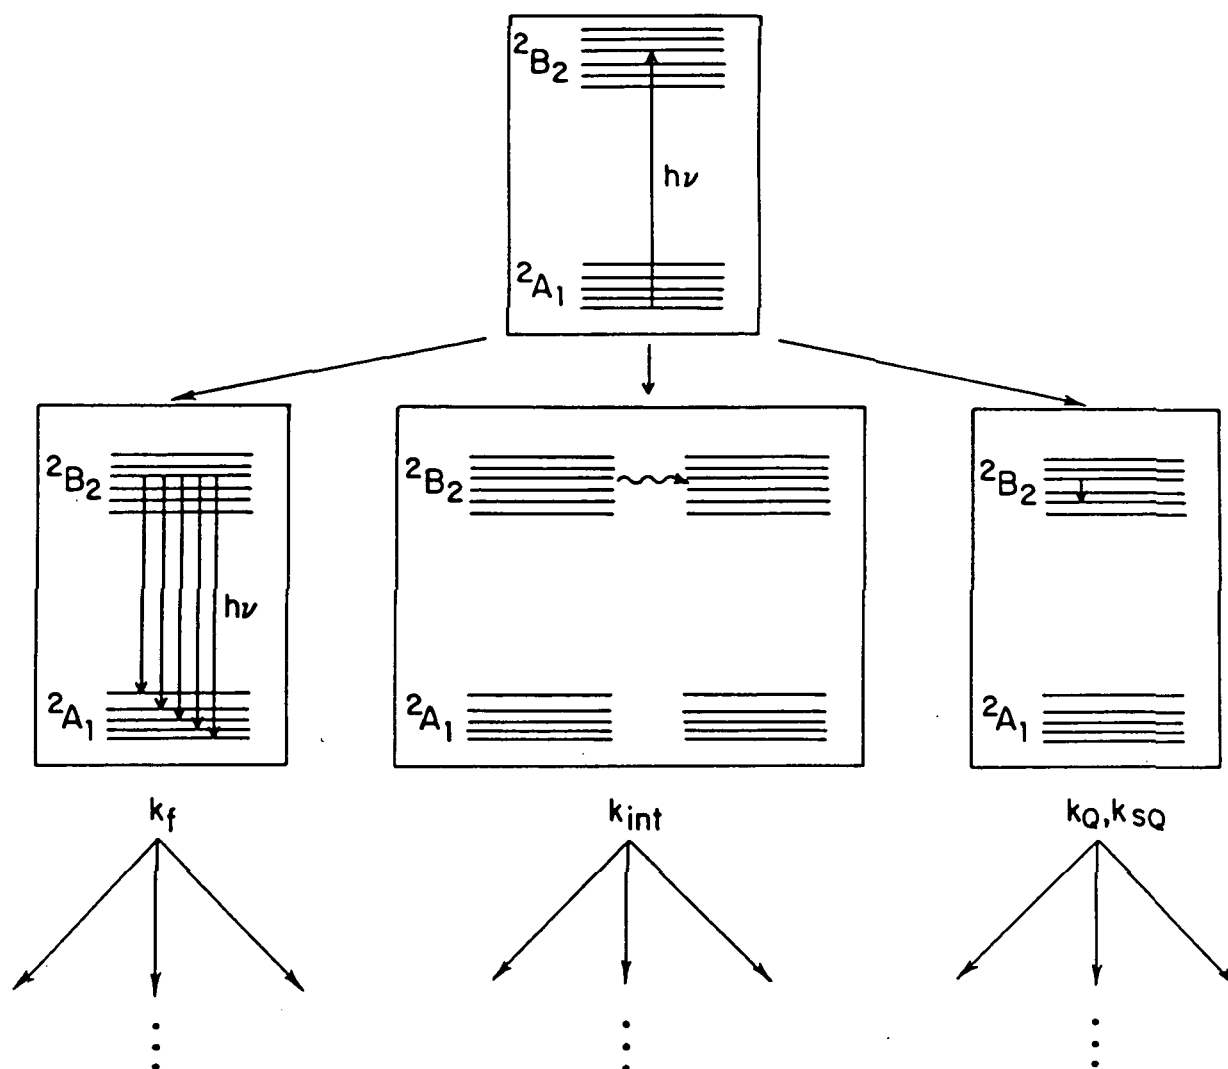 ²B₂
hν
²A₁
²B₂
hν
²A₁
²B₂
²A₁
²B₂
²A₁
k_f
k_int
k_Q, k_sQ